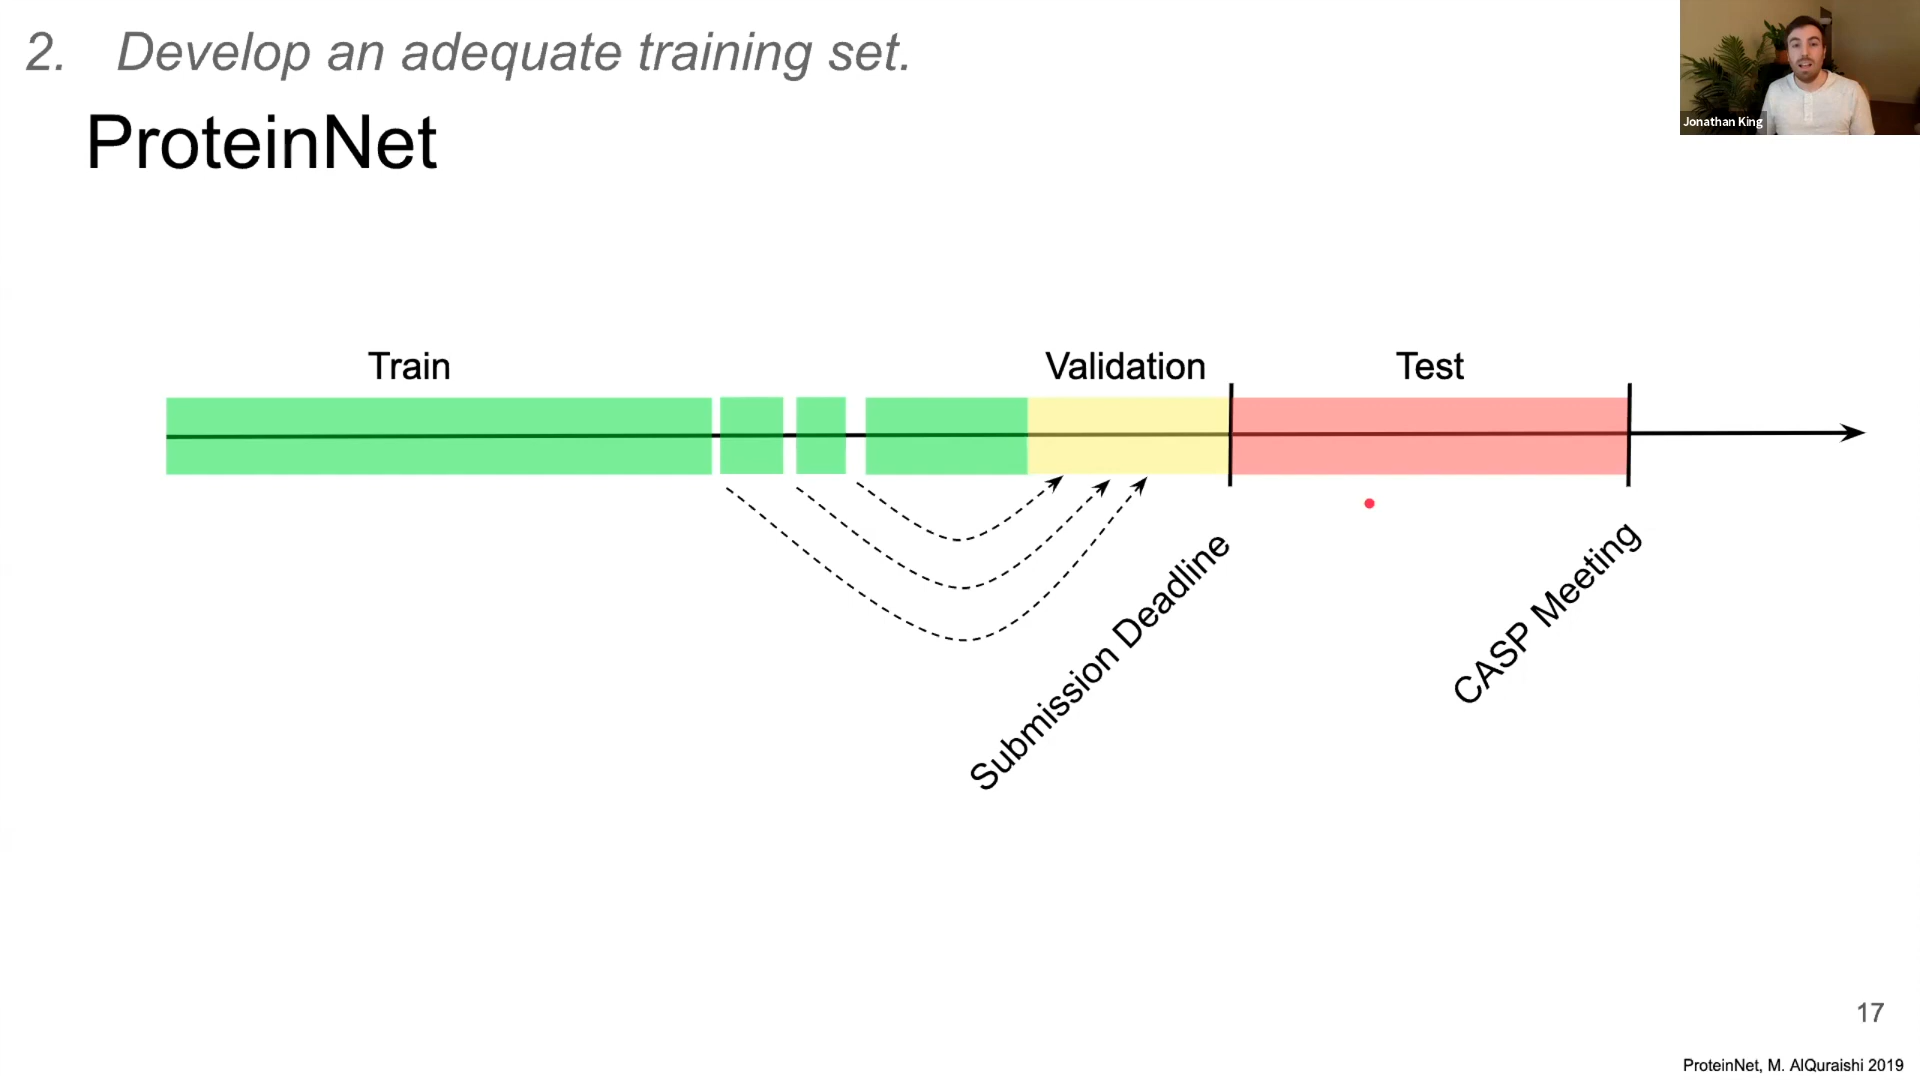 2. Develop an adequate training set.
ProteinNet
Jonathan King
Train
Validation
Test
Submission Deadline
CASP Meeting
17
ProteinNet, M. AlQuraishi 2019